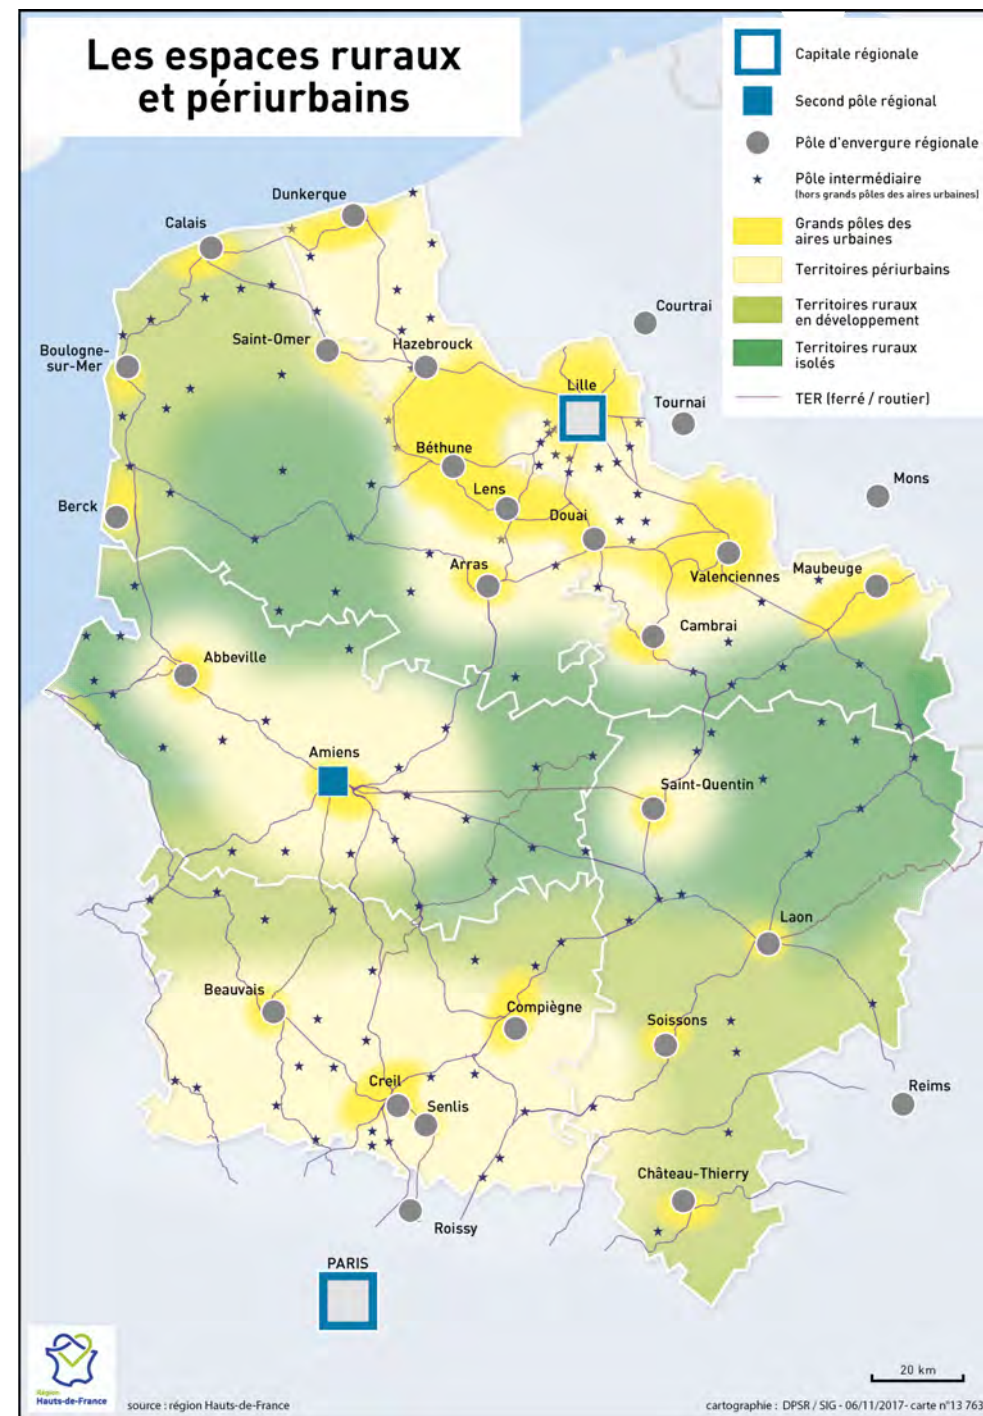 Les espaces ruraux
et périurbains
Capitale régionale
Second pôle régional
Pôle d'envergure régionale
Pôle intermédiaire
(hors grands pôles des aires urbaines)
Grands pôles des
aires urbaines
Territoires périurbains
Territoires ruraux
en développement
Territoires ruraux
isolés
TER (ferré / routier)
Dunkerque
Calais
Courtrai
Saint-Omer
Hazebrouck
Boulogne-
sur-Mer
Lille
Tournai
Béthune
Mons
Lens
Berck
Douai
Arras
Valenciennes
Maubeuge
Cambrai
Abbeville
Amiens
Saint-Quentin
Laon
Beauvais
Compiègne
Soissons
Creil
Senlis
Reims
Château-Thierry
Roissy
PARIS
20 km
Région
Hauts-de-France
source : région Hauts-de-France
cartographie : DPSR / SIG - 06/11/2017- carte n°13 763